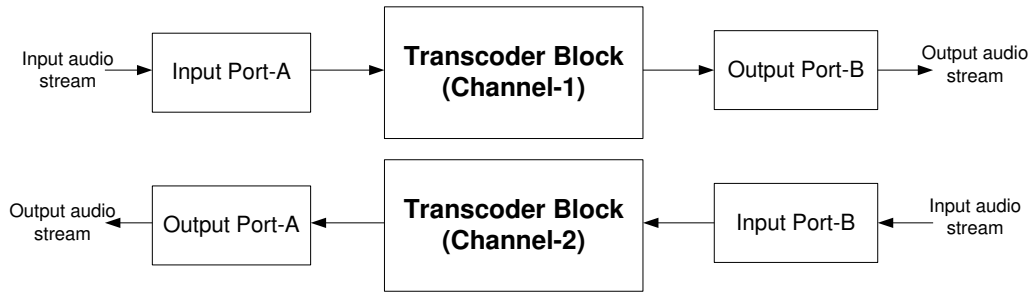 Input audio
stream
Input Port-A
Transcoder Block
(Channel-1)
Output Port-B
Output audio
stream
Output audio
stream
Output Port-A
Transcoder Block
(Channel-2)
Input Port-B
Input audio
stream